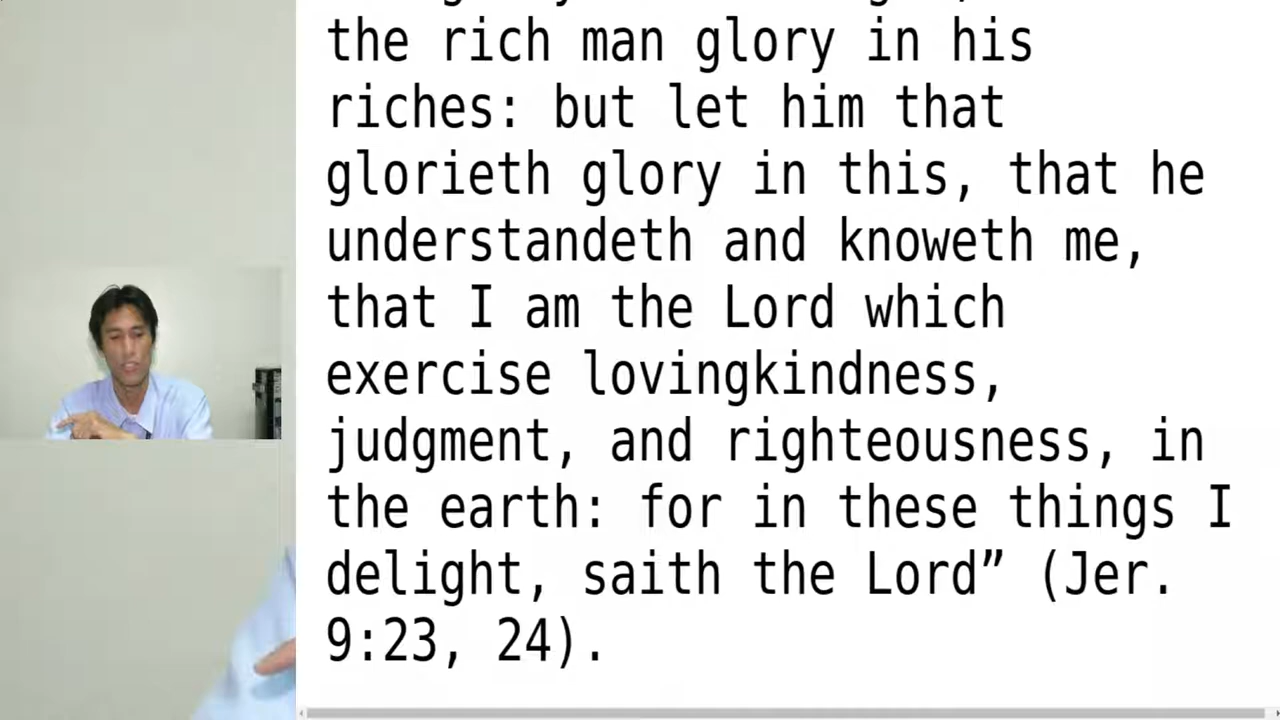 the rich man glory in his
riches: but let him that
glorieth glory in this, that he
understandeth and knoweth me,
that I am the Lord which
exercise lovingkindness,
judgment, and righteousness, in
the earth: for in these things I
delight, saith the Lord” (Jer.
9:23, 24).